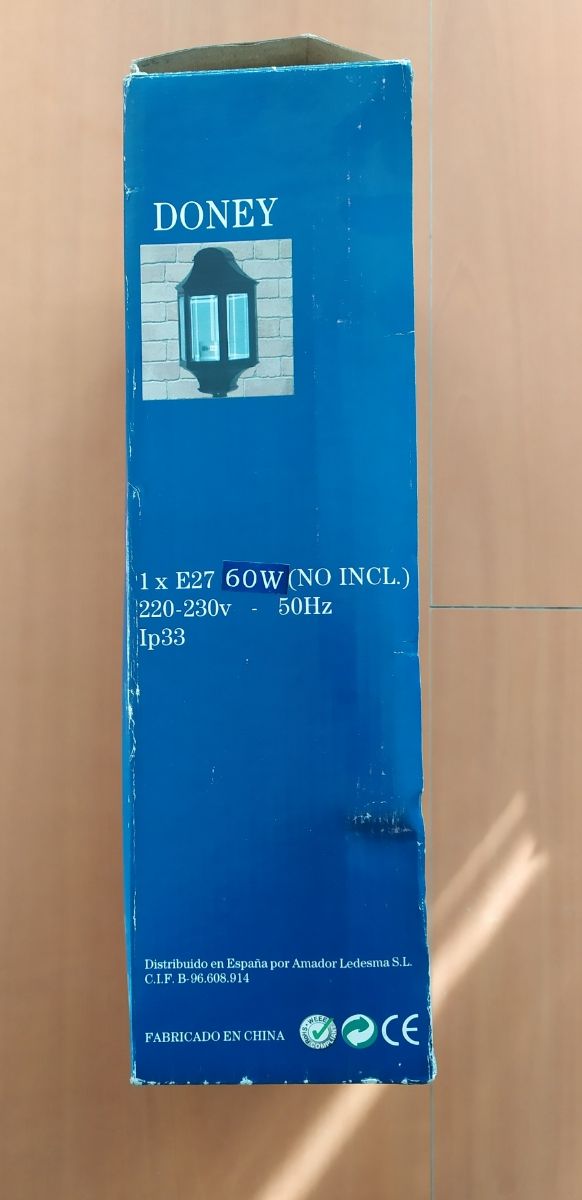 DONEY
1 x E27 60W (NO INCL.)
220-230v - 50Hz
Ip33
Distribuido en España por Amador Ledesma S.L.
C.I.F. B-96.608.914
FABRICADO EN CHINA
CE